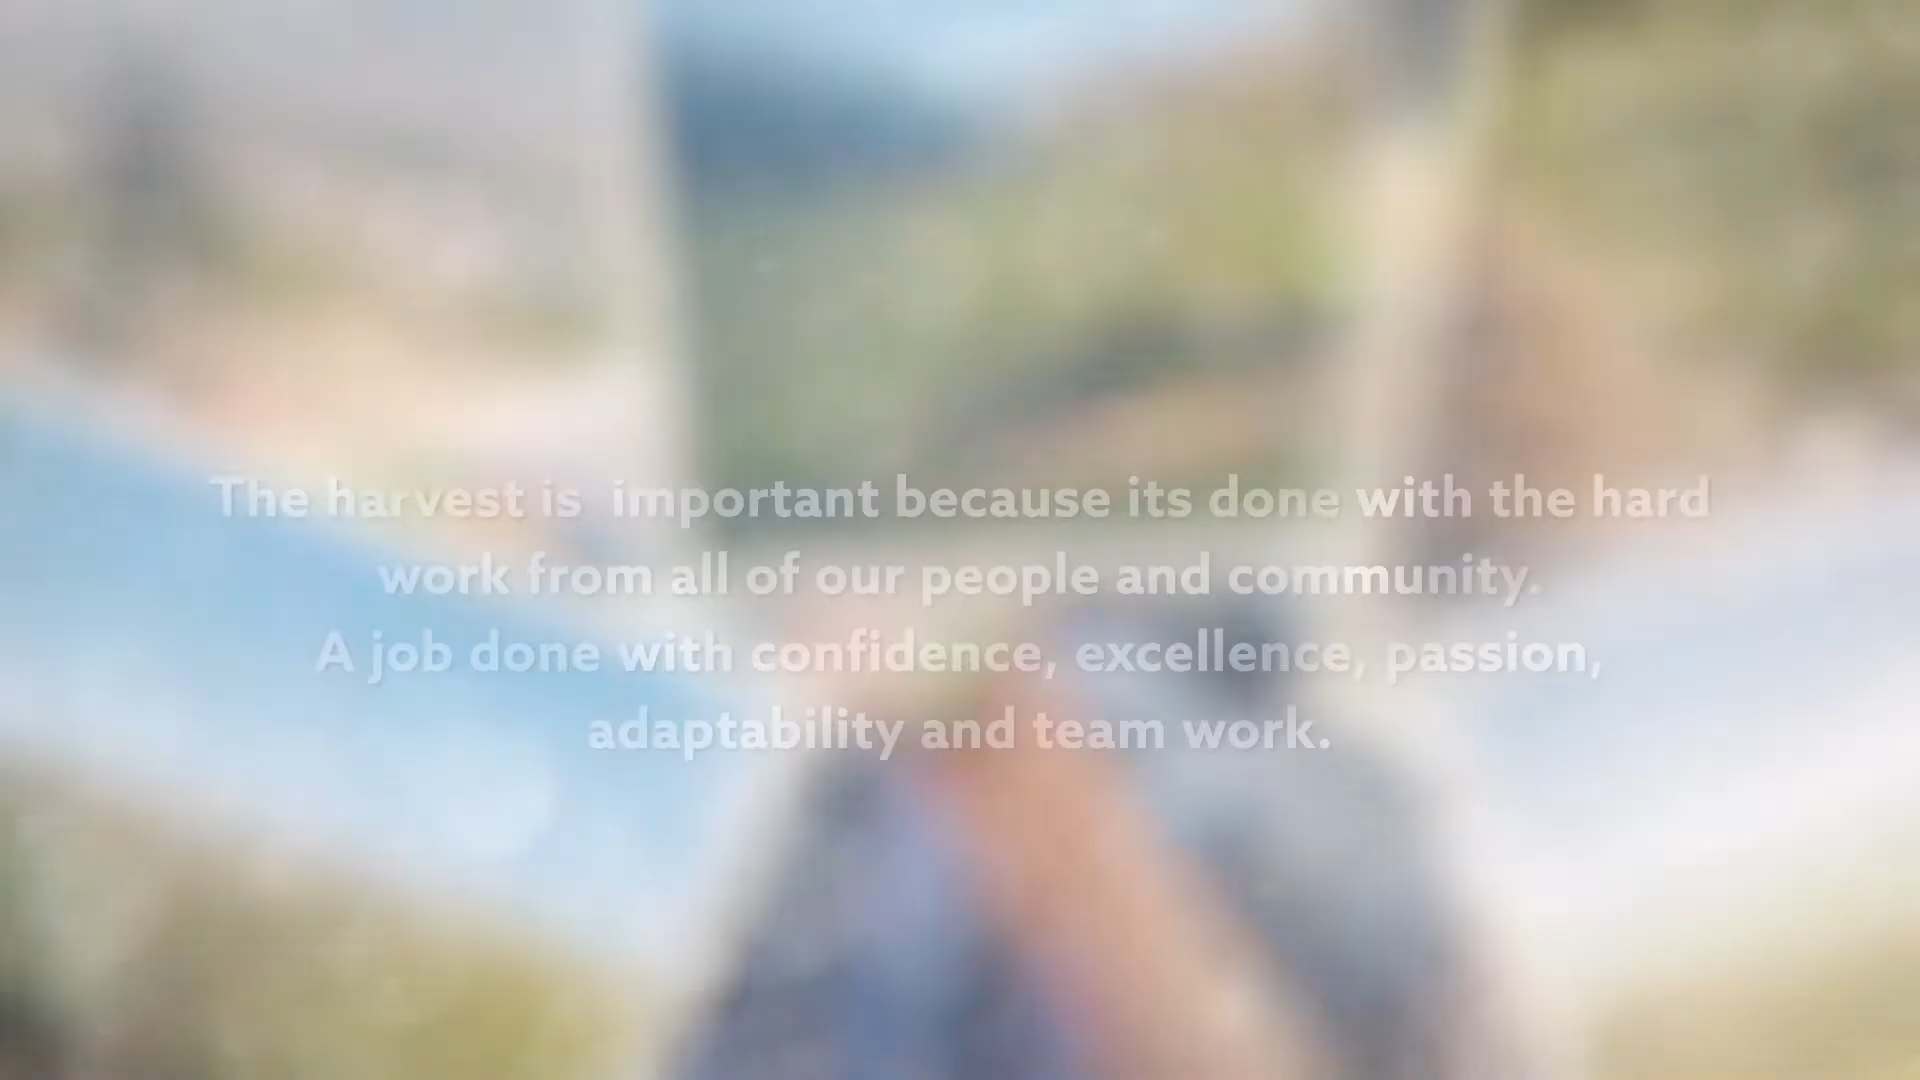 The harvest is  important because its done with the hard
work from all of our people and community.
A job done with confidence, excellence, passion,
adaptability and team work.